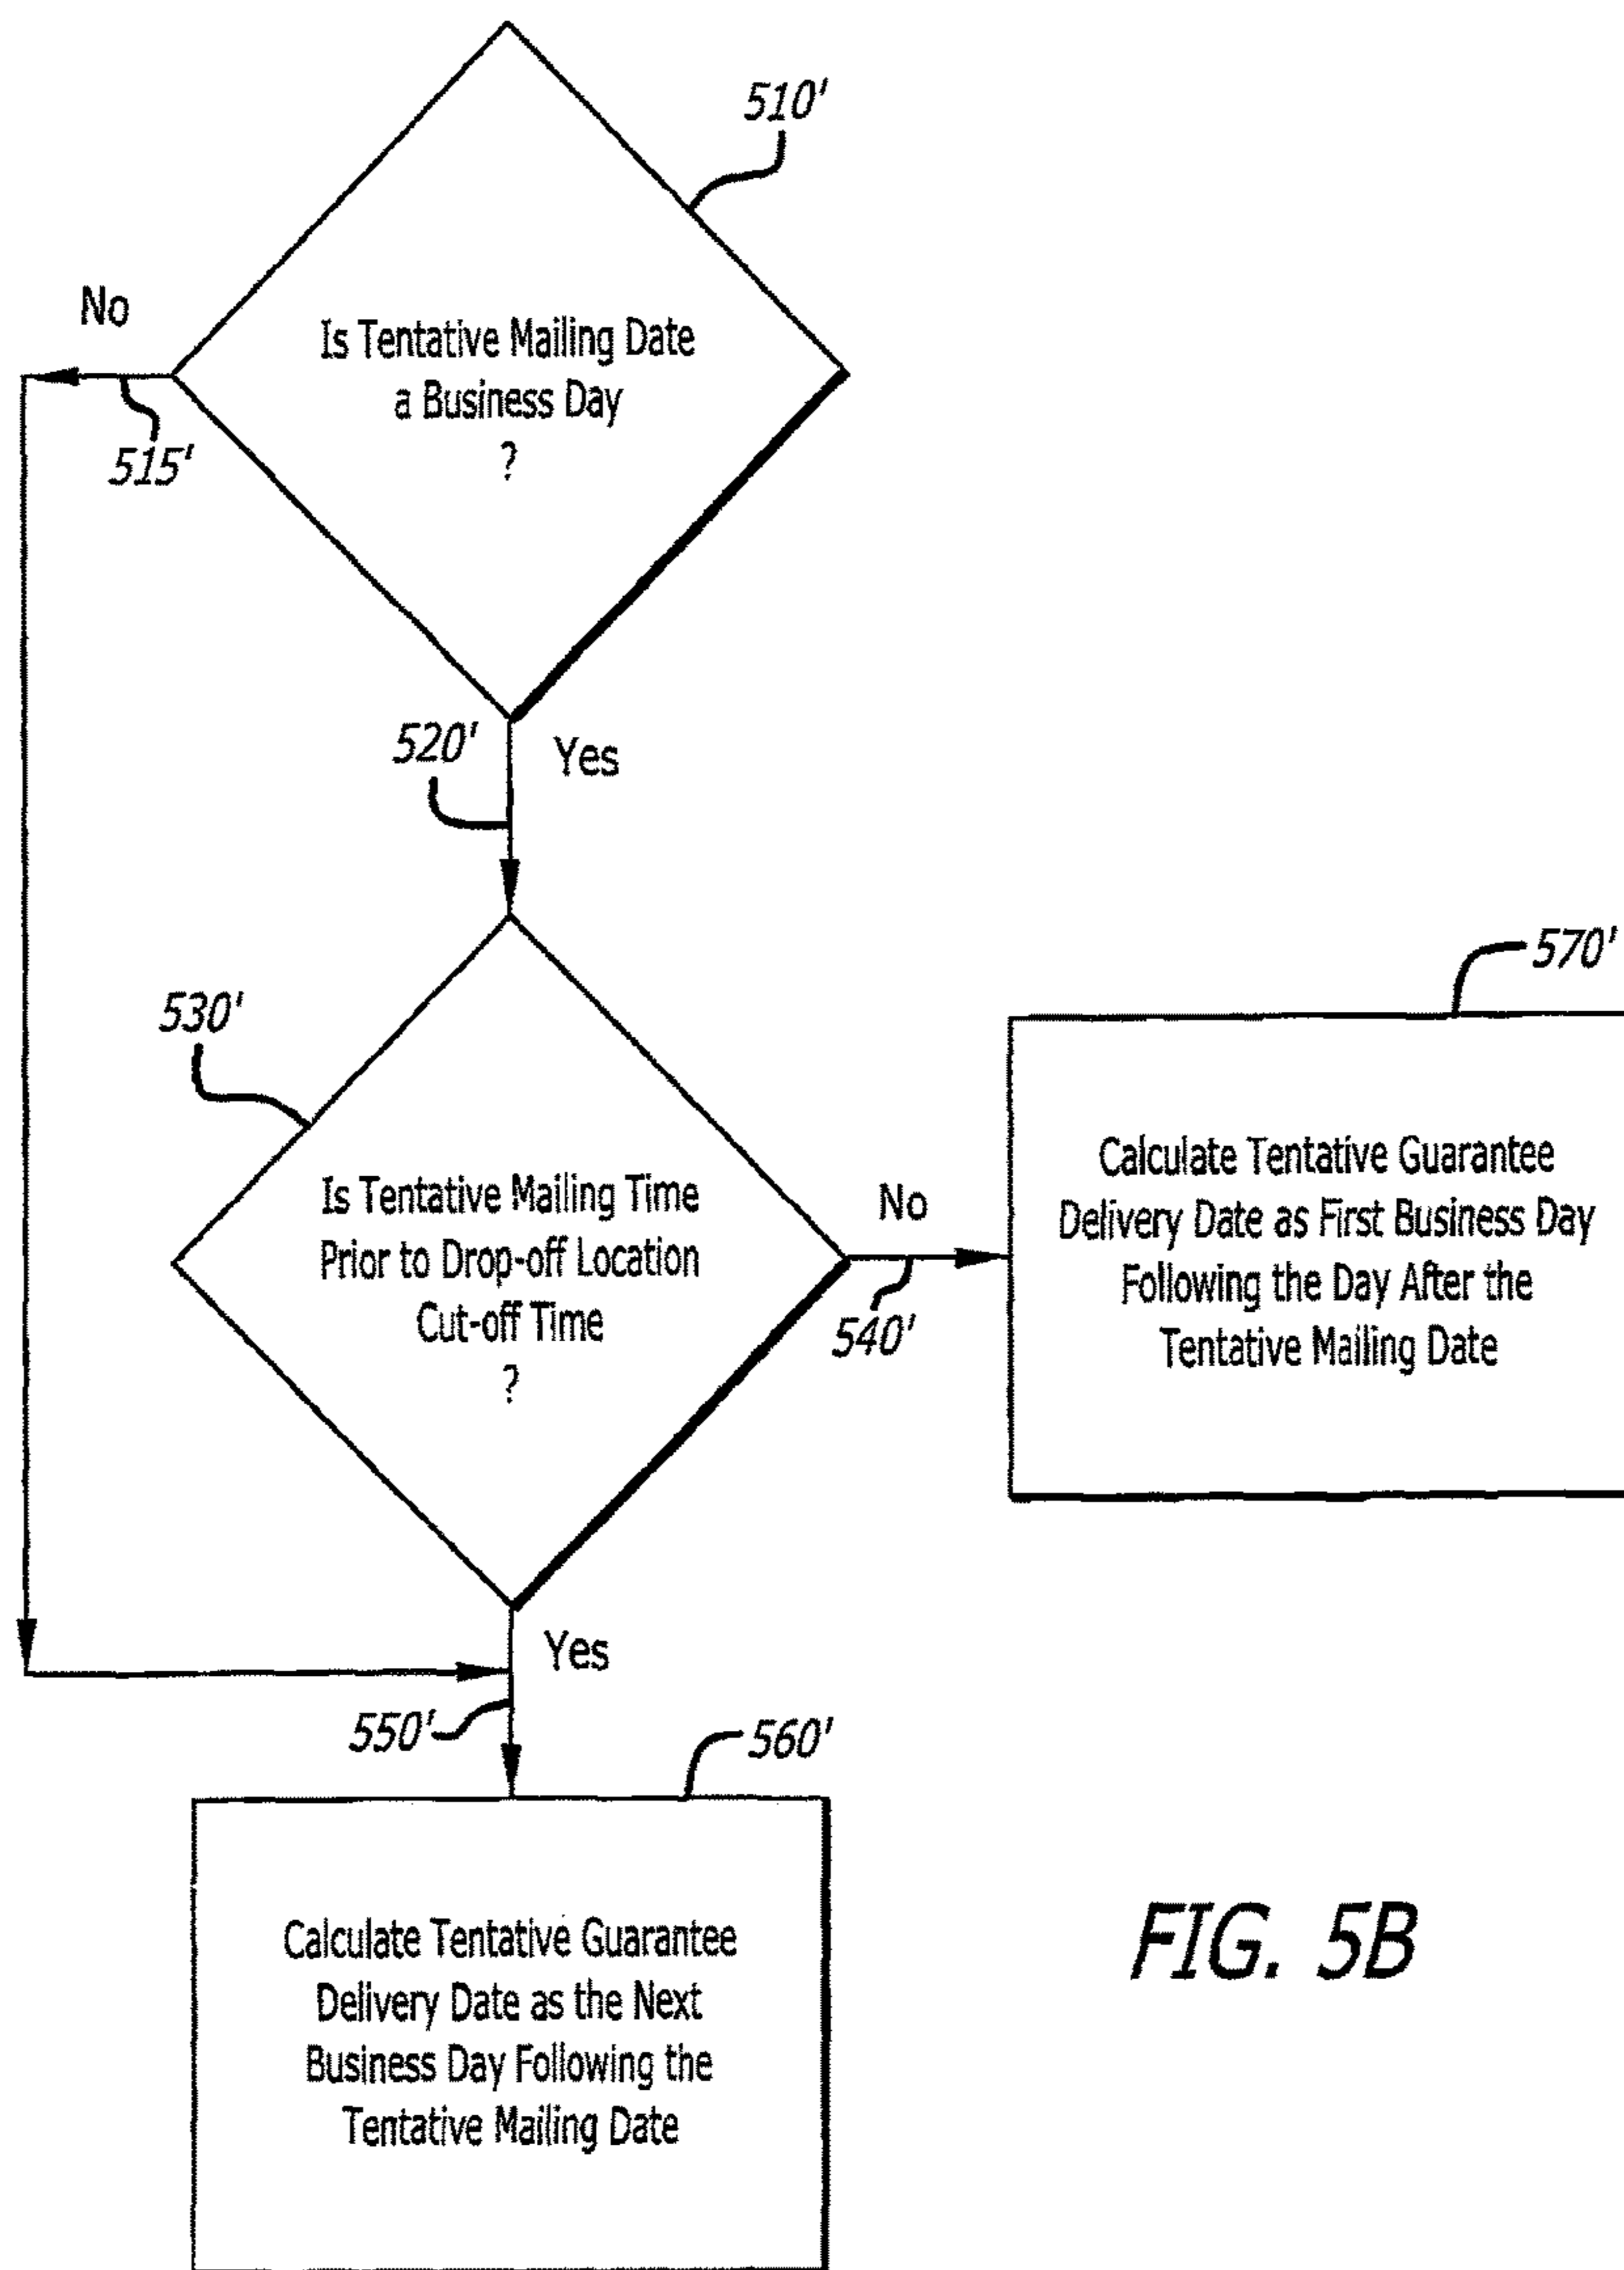 510'
No
Is Tentative Mailing Date
a Business Day
?
515'
520'
Yes
570'
530'
Calculate Tentative Guarantee
Delivery Date as First Business Day
Following the Day After the
Tentative Mailing Date
Is Tentative Mailing Time
Prior to Drop-off Location
Cut-off Time
?
No
540'
Yes
550'
560'
Calculate Tentative Guarantee
Delivery Date as the Next
Business Day Following the
Tentative Mailing Date
FIG. 5B